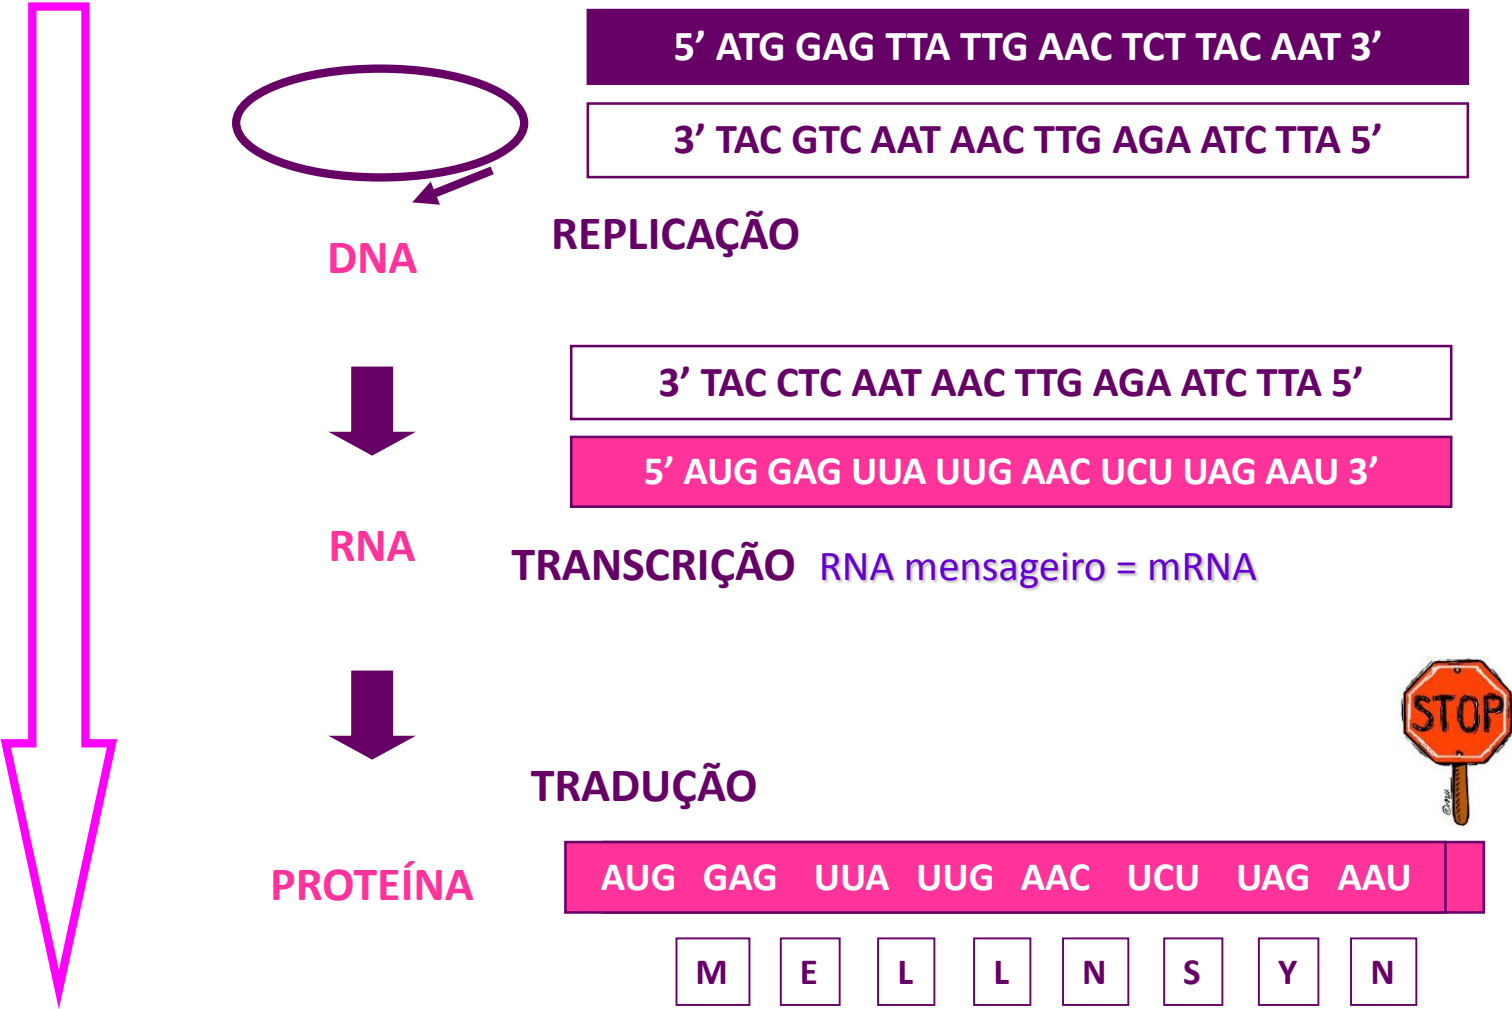 5’ ATG GAG TTA TTG AAC TCT TAC AAT 3’
3’ TAC GTC AAT AAC TTG AGA ATC TTA 5’
REPLICAÇÃO
DNA
3’ TAC CTC AAT AAC TTG AGA ATC TTA 5’
5’ AUG GAG UUA UUG AAC UCU UAG AAU 3’
RNA
TRANSCRIÇÃO RNA mensageiro = mRNA
STOP
TRADUÇÃO
PROTEÍNA
AUG GAG UUA UUG AAC UCU UAG AAU
M E L L N S Y N